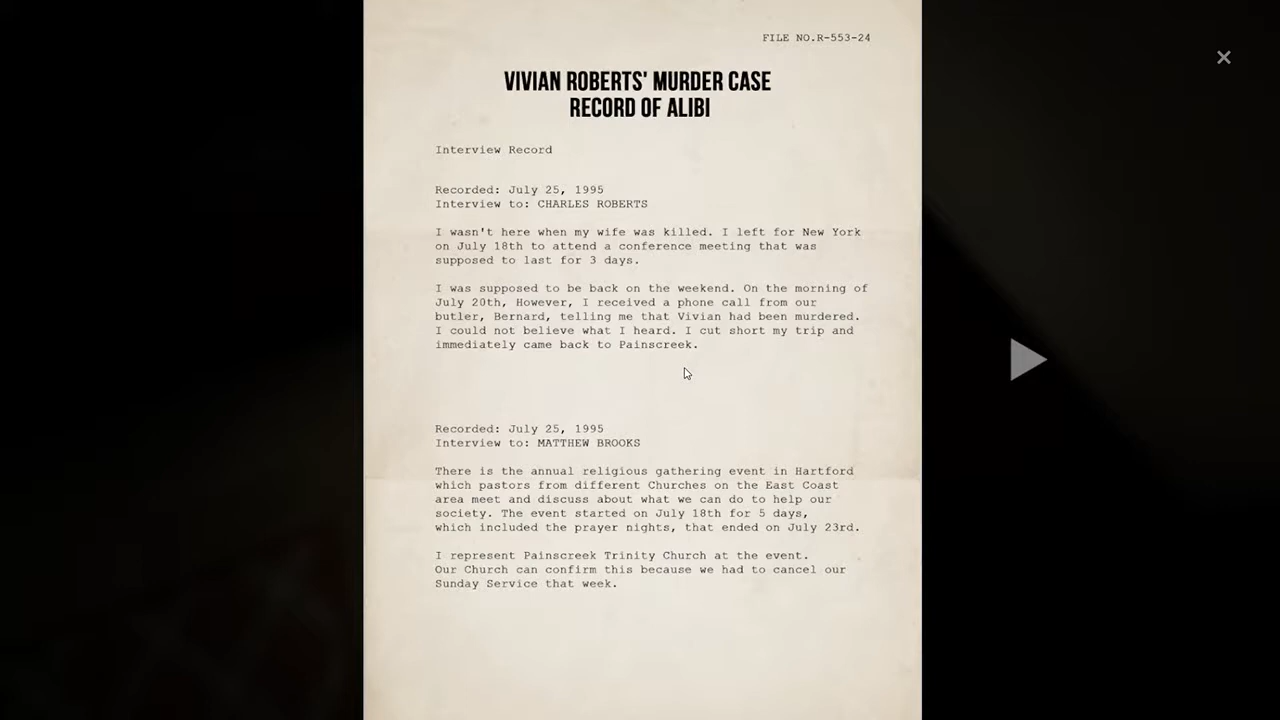 FILE NO.R-553-24
VIVIAN ROBERTS' MURDER CASE
RECORD OF ALIBI
Interview Record
Recorded: July 25, 1995
Interview to: CHARLES ROBERTS
I wasn't here when my wife was killed. I left for New York
on July 18th to attend a conference meeting that was
supposed to last for 3 days.
I was supposed to be back on the weekend. On the morning of
July 20th, However, I received a phone call from our
butler, Bernard, telling me that Vivian had been murdered.
I could not believe what I heard. I cut short my trip and
immediately came back to Painscreek.
Recorded: July 25, 1995
Interview to: MATTHEW BROOKS
There is the annual religious gathering event in Hartford
which pastors from different Churches on the East Coast
area meet and discuss about what we can do to help our
society. The event started on July 18th for 5 days,
which included the prayer nights, that ended on July 23rd.
I represent Painscreek Trinity Church at the event.
Our Church can confirm this because we had to cancel our
Sunday Service that week.